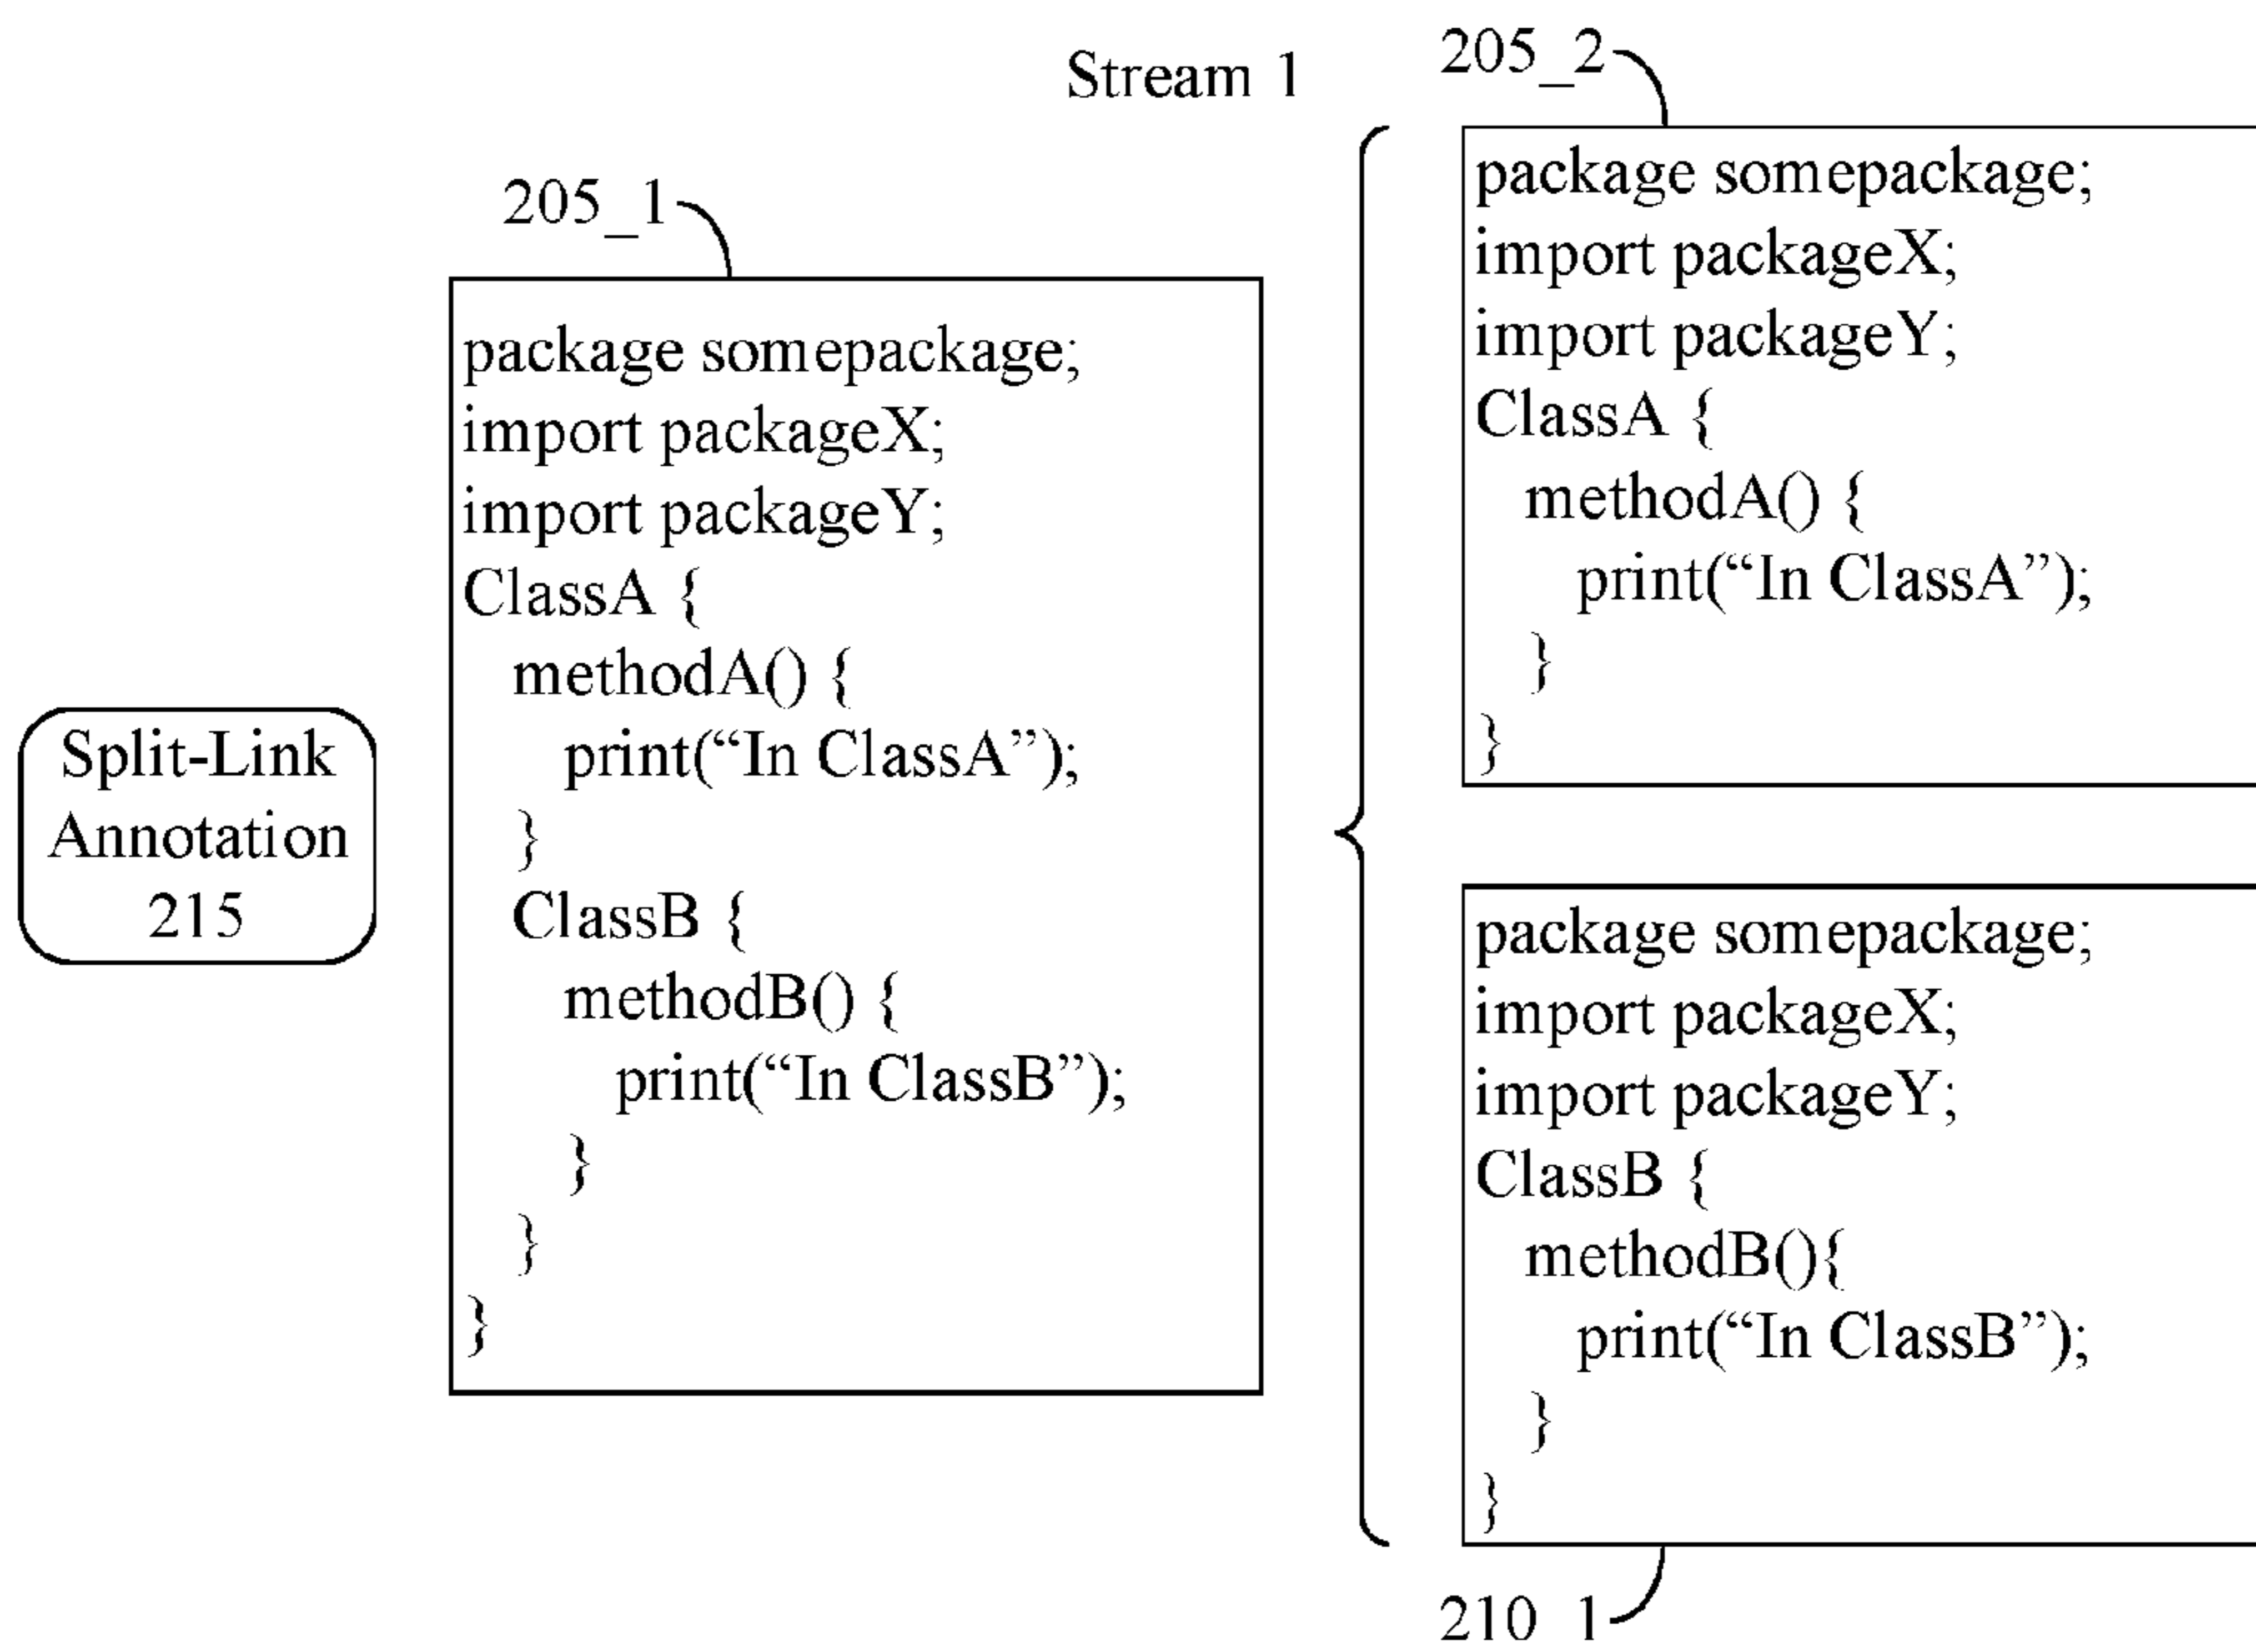 Stream 1
205_1
Split-Link
Annotation
215
package somepackage;
import packageX;
import packageY;
ClassA {
methodA() {
print(“In ClassA”);
}
ClassB {
methodB() {
print(“In ClassB”);
}
}
}
205_2
package somepackage;
import packageX;
import packageY;
ClassA {
methodA() {
print(“In ClassA”);
}
}
package somepackage;
import packageX;
import packageY;
ClassB {
methodB(){
print(“In ClassB”);
}
}
210_1